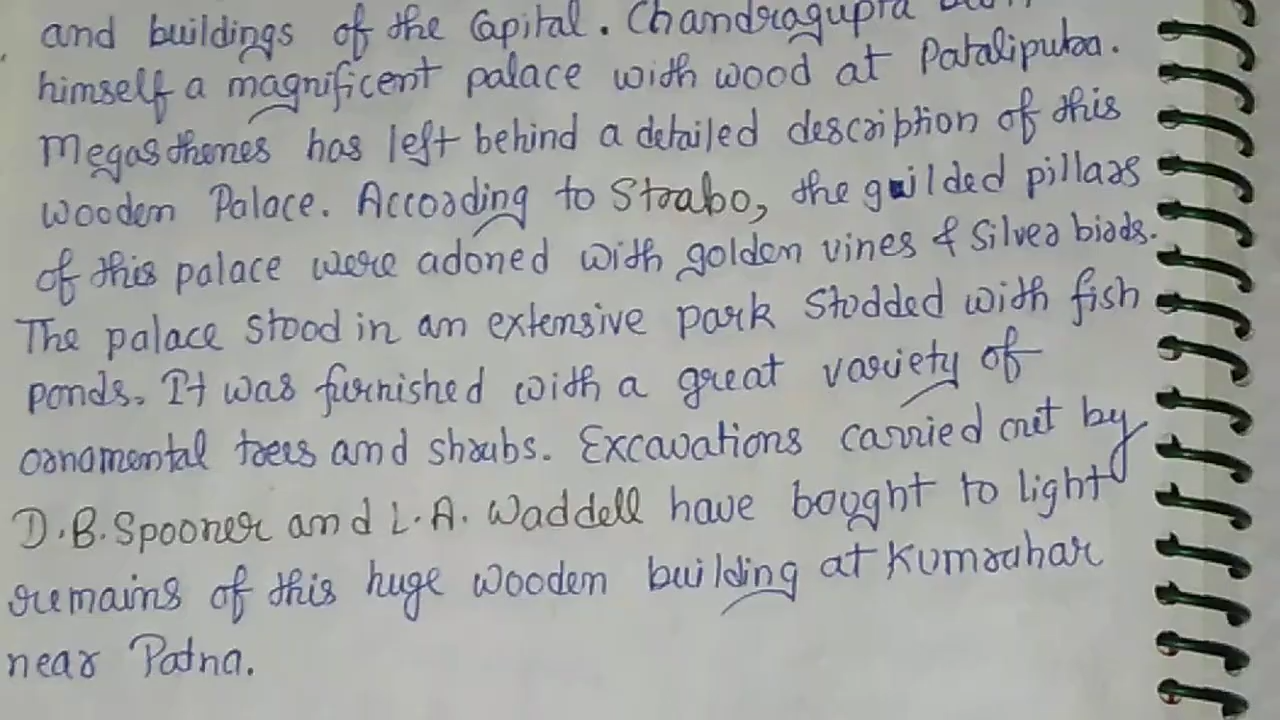 and buildings of the Capital. Chandragupta
himself a magnificent palace with wood at Pataliputra.
Megasthenes has left behind a detailed description of this
wooden Palace. According to Strabo, the guilded pillars
of this palace were adoned with golden vines & Silver birds.
The palace stood in an extensive park Studded with fish
ponds. It was furnished with a great variety of
ornamental trees and shrubs. Excavations carried out by
D.B. Spooner and L.A. Waddell have bought to light
remains of this huge wooden building at Kumrahar
near Patna.